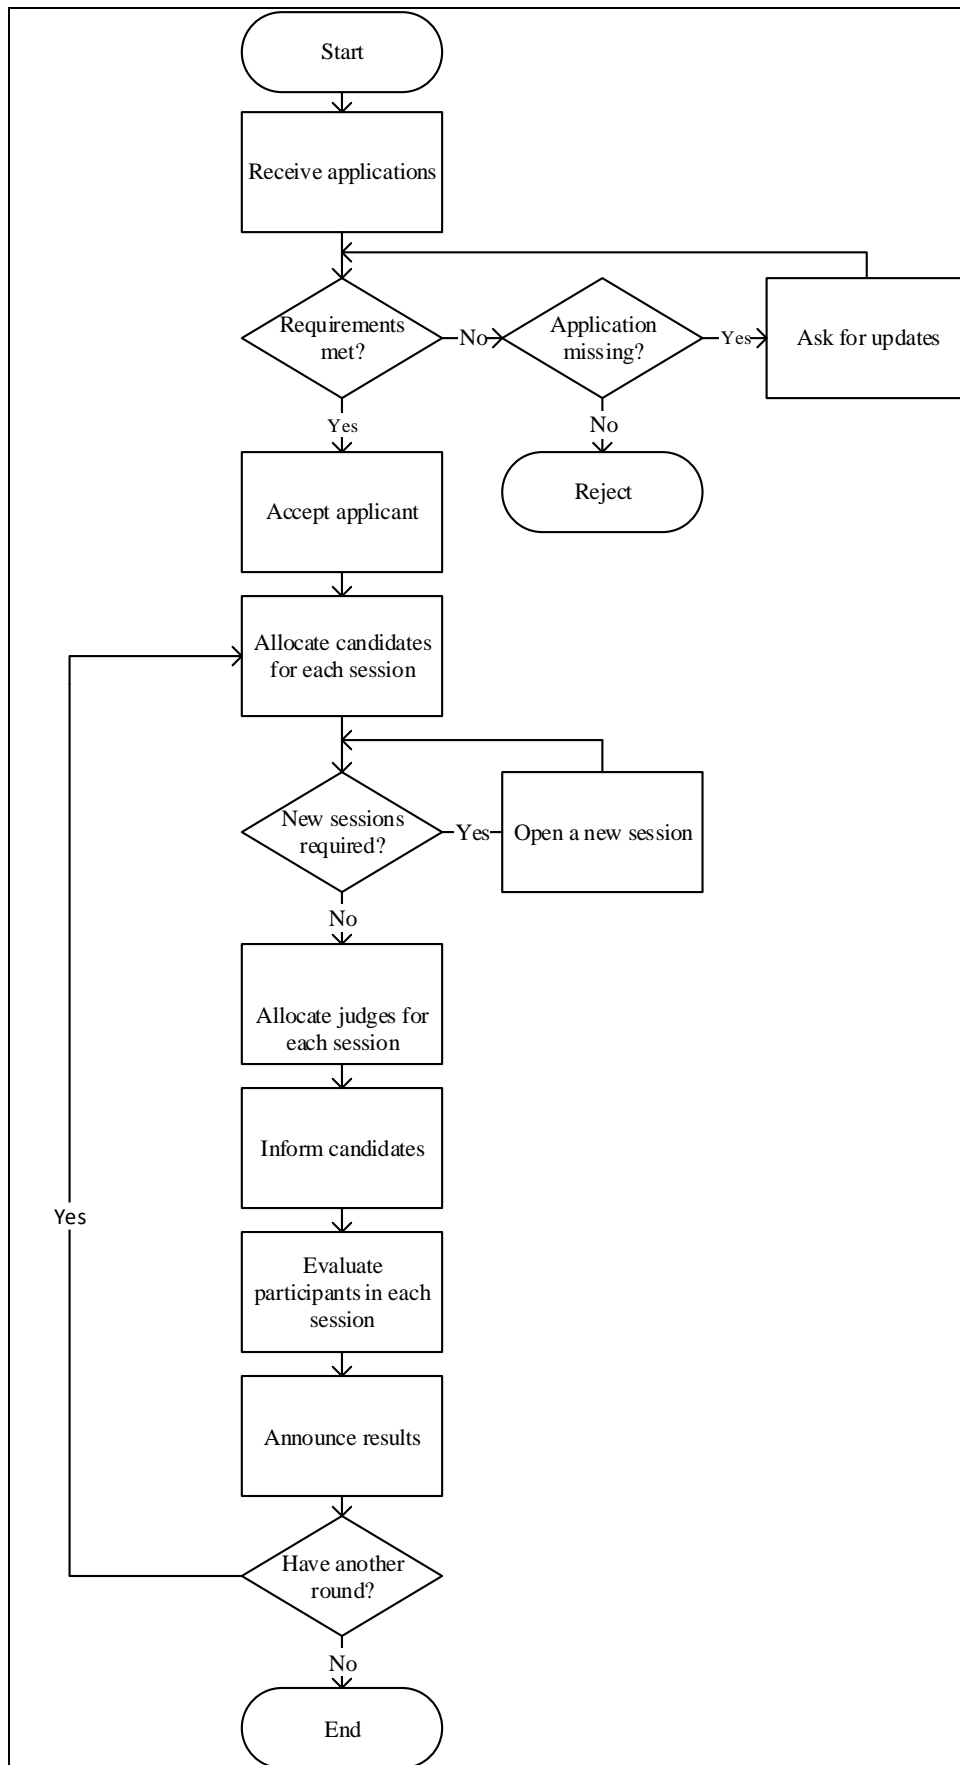 Start
Receive applications
Requirements
met?
No
Application
missing?
Yes
Ask for updates
Yes
No
Accept applicant
Reject
Allocate candidates
for each session
New sessions
required?
Yes
Open a new session
No
Allocate judges for
each session
Inform candidates
Yes
Evaluate
participants in each
session
Announce results
Have another
round?
No
End